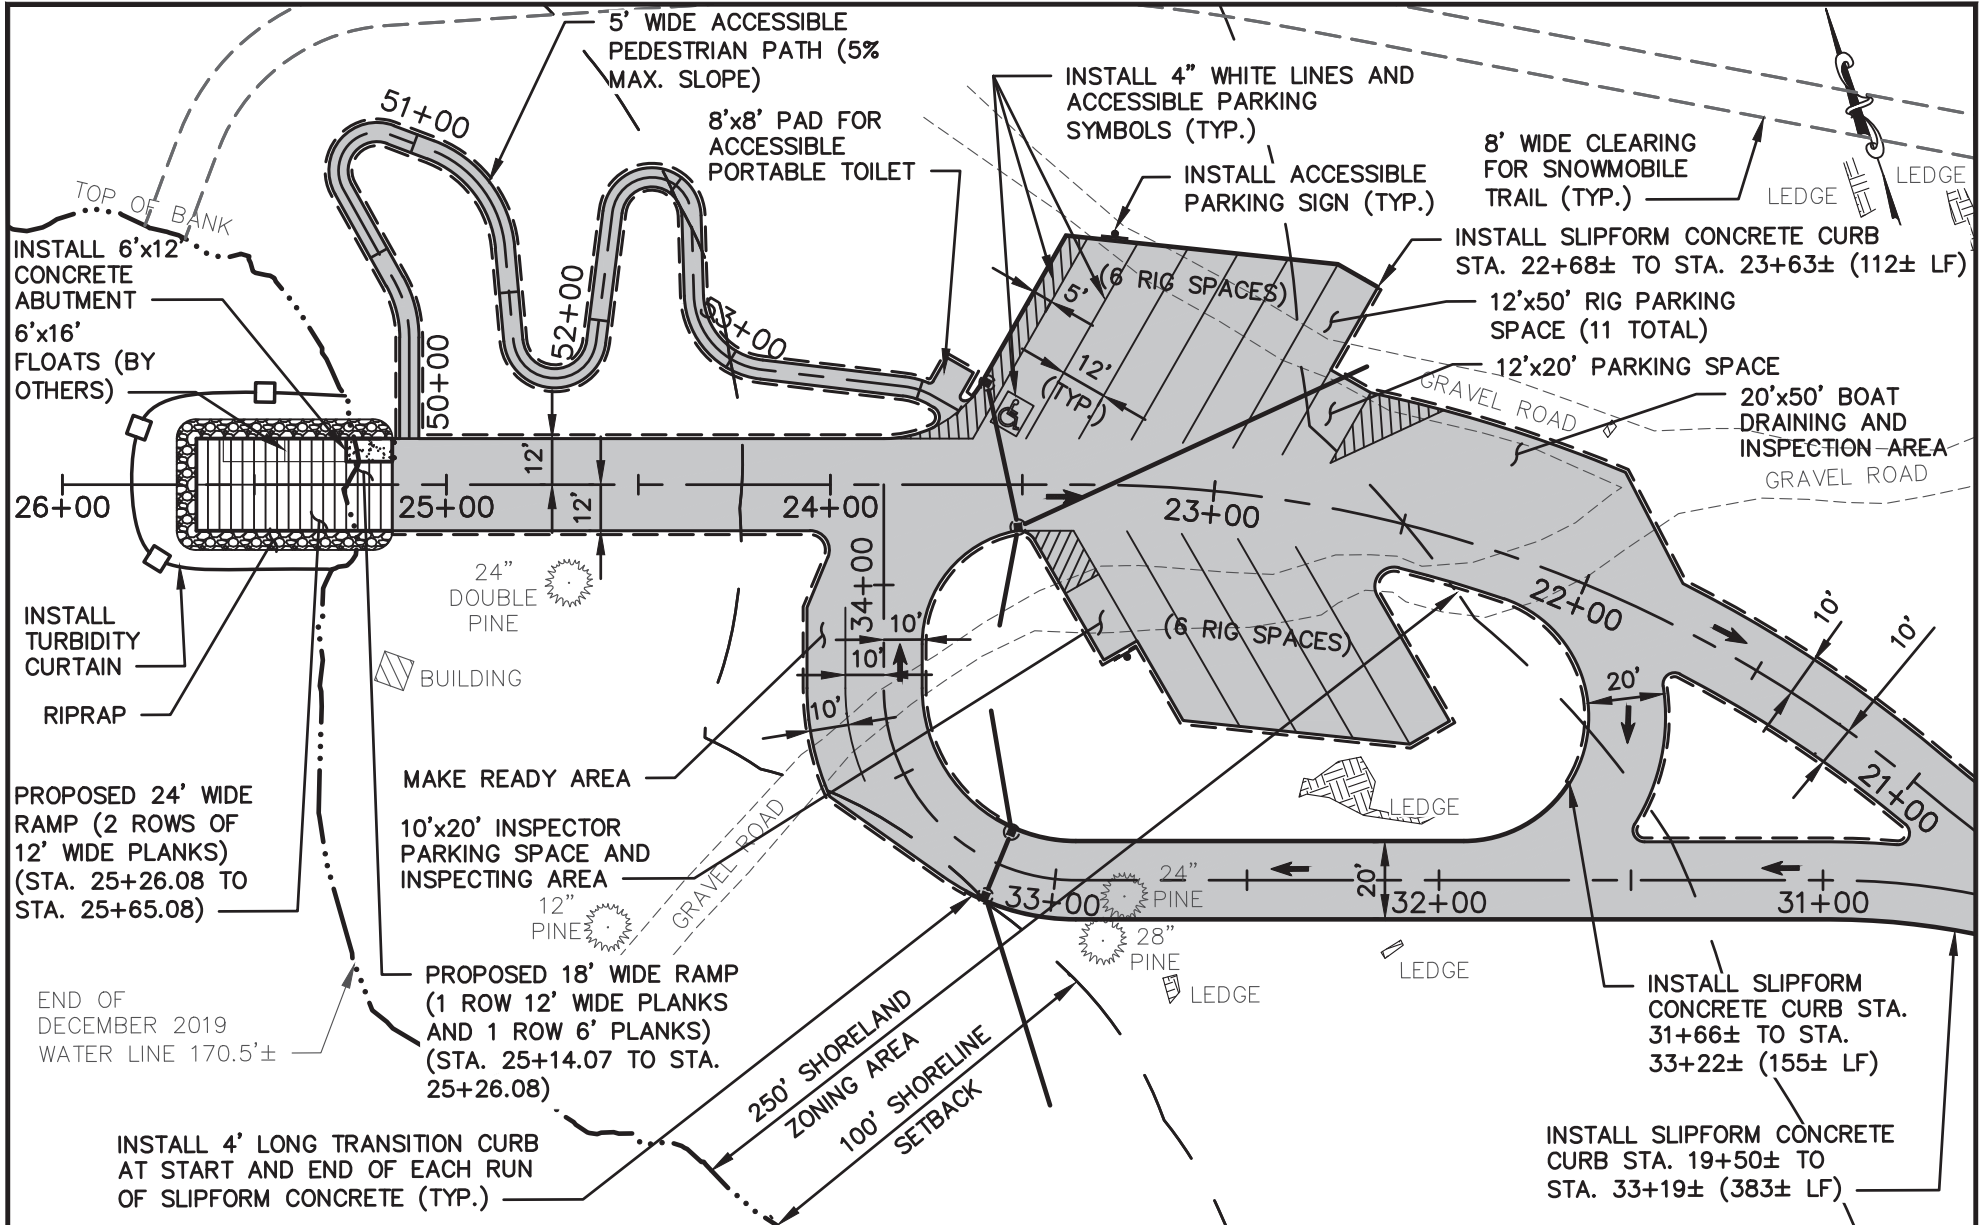 5' WIDE ACCESSIBLE
PEDESTRIAN PATH (5%
MAX. SLOPE)
51+00
8'x8' PAD FOR
ACCESSIBLE
PORTABLE TOILET
INSTALL 4" WHITE LINES AND
ACCESSIBLE PARKING
SYMBOLS (TYP.)
INSTALL ACCESSIBLE
PARKING SIGN (TYP.)
8' WIDE CLEARING
FOR SNOWMOBILE
TRAIL (TYP.)
LEDGE
LEDGE
TOP OF BANK
INSTALL 6'x12'
CONCRETE
ABUTMENT
6'x16'
FLOATS (BY
OTHERS)
INSTALL SLIPFORM CONCRETE CURB
STA. 22+68± TO STA. 23+63± (112± LF)
12'x50' RIG PARKING
SPACE (11 TOTAL)
12'x20' PARKING SPACE
20'x50' BOAT
DRAINING AND
INSPECTION AREA
GRAVEL ROAD
GRAVEL ROAD
(6 RIG SPACES)
5'
12'
(TYP.)
50+00
52+00
53+00
26+00
25+00
24+00
23+00
12'
12'
34+00
22+00
24"
DOUBLE
PINE
BUILDING
INSTALL
TURBIDITY
CURTAIN
RIPRAP
10'
10'
10'
(6 RIG SPACES)
20'
10'
10'
21+00
MAKE READY AREA
PROPOSED 24' WIDE
RAMP (2 ROWS OF
12' WIDE PLANKS)
(STA. 25+26.08 TO
STA. 25+65.08)
10'x20' INSPECTOR
PARKING SPACE AND
INSPECTING AREA
GRAVEL ROAD
LEDGE
12"
PINE
33+00
24"
PINE
28"
PINE
20'
32+00
31+00
LEDGE
LEDGE
END OF
DECEMBER 2019
WATER LINE 170.5'±
PROPOSED 18' WIDE RAMP
(1 ROW 12' WIDE PLANKS
AND 1 ROW 6' PLANKS)
(STA. 25+14.07 TO STA.
25+26.08)
250' SHORELAND
ZONING AREA
100' SHORELINE
SETBACK
INSTALL SLIPFORM
CONCRETE CURB STA.
31+66± TO STA.
33+22± (155± LF)
INSTALL 4' LONG TRANSITION CURB
AT START AND END OF EACH RUN
OF SLIPFORM CONCRETE (TYP.)
INSTALL SLIPFORM CONCRETE
CURB STA. 19+50± TO
STA. 33+19± (383± LF)